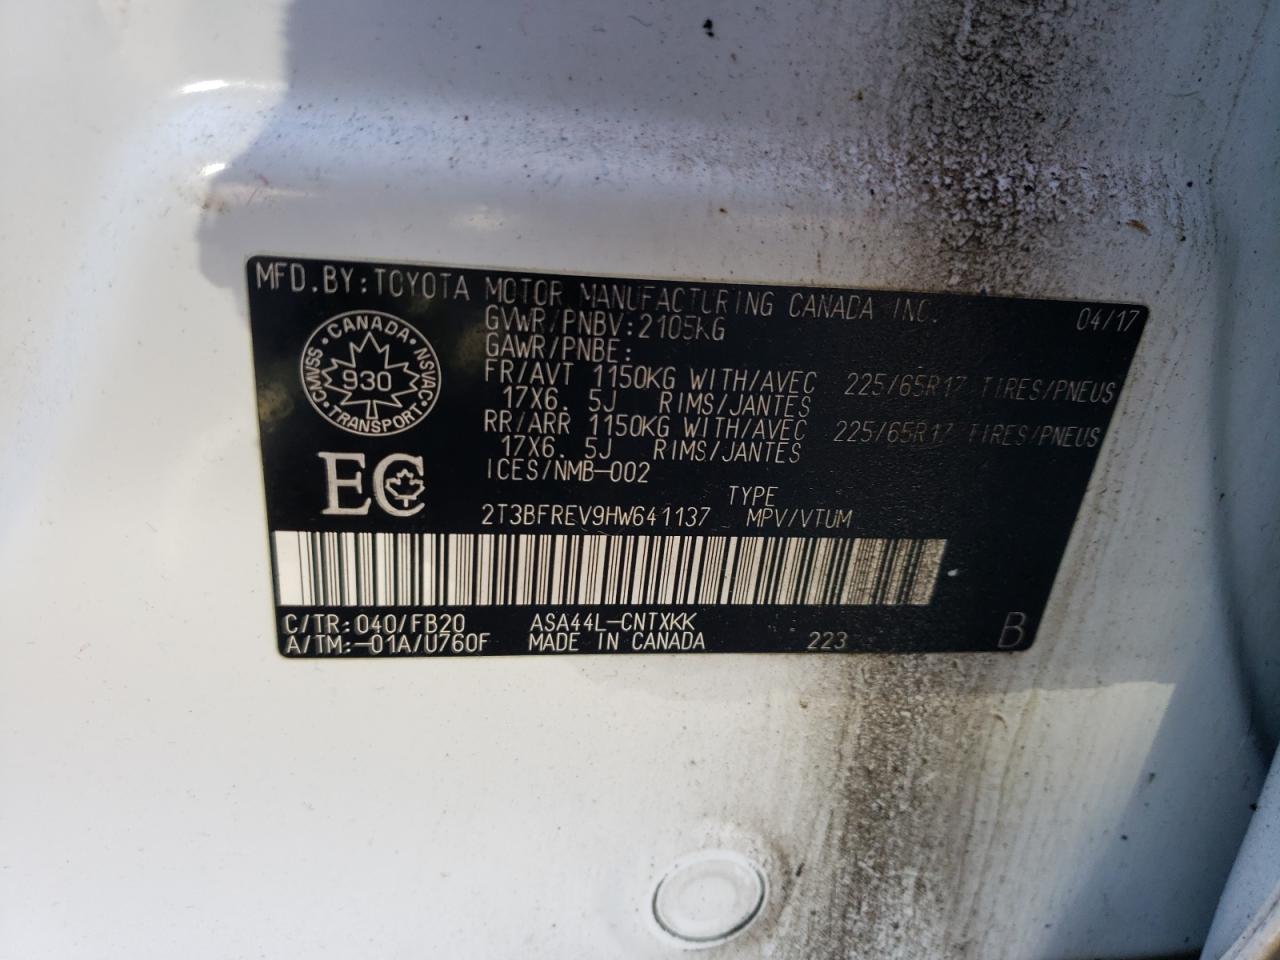 MFD.BY:TOYOTA MOTOR MANUFACTURING CANADA INC. 04/17
GVWR/PNBV:2105KG
GAWR/PNBE:
FR/AVT 1150KG WITH/AVEC 225/65R17 TIRES/PNEUS
17X6. 5J RIMS/JANTES
RR/ARR 1150KG WITH/AVEC 225/65R17 TIRES/PNEUS
17X6. 5J RIMS/JANTES
ICES/NMB-002
CANADA
CMVSS 930 NSVAC
TRANSPORT
EC
TYPE
2T3BFREV9HW641137 MPV/VTUM
C/TR:040/FB20 ASA44L-CNTXKK
A/TM:-01A/U760F MADE IN CANADA 223 B